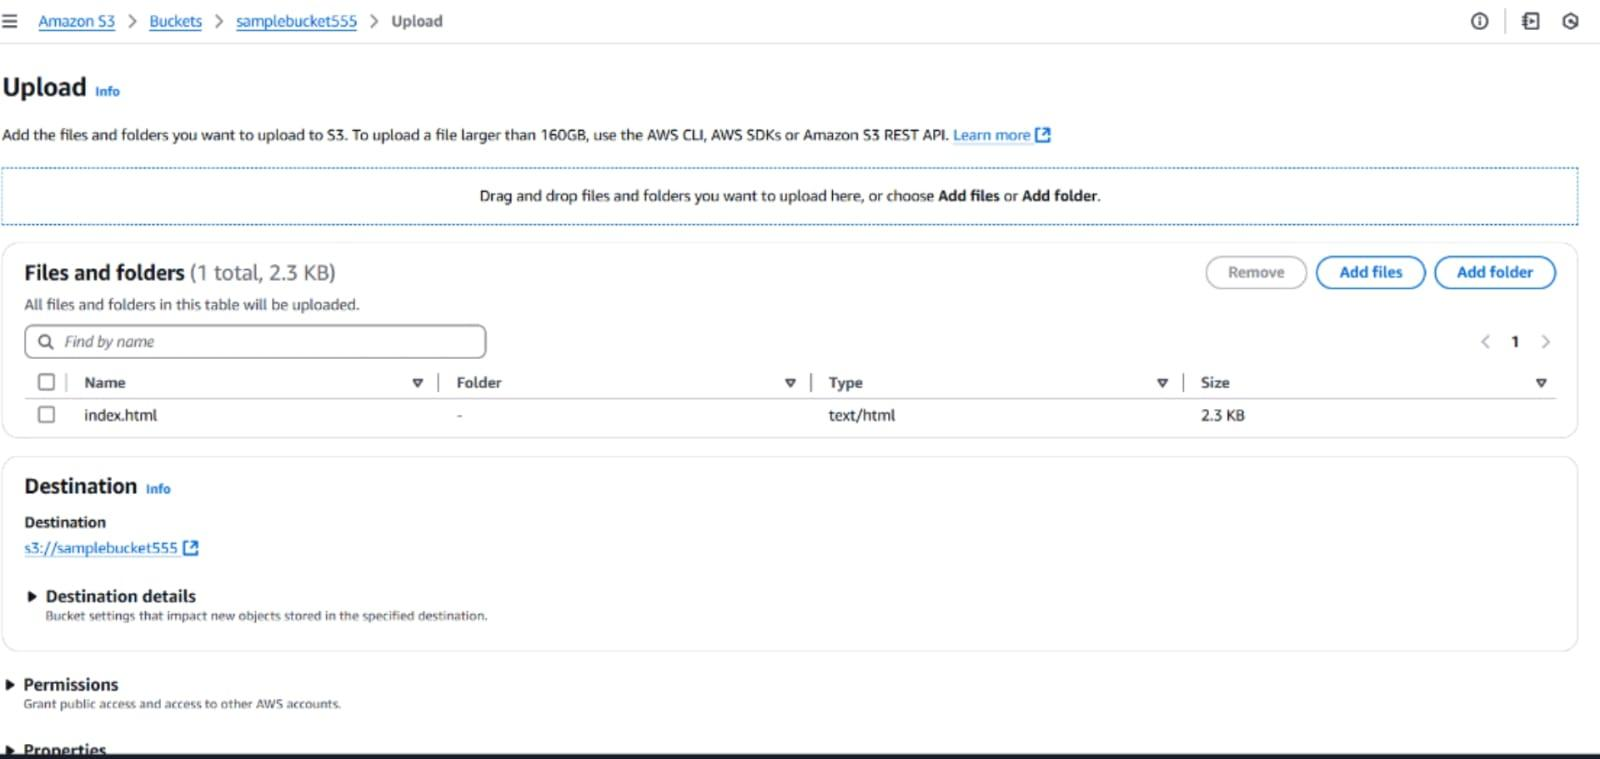 Amazon S3 > Buckets > samplebucket555 > Upload
Upload Info
Add the files and folders you want to upload to S3. To upload a file larger than 160GB, use the AWS CLI, AWS SDKs or Amazon S3 REST API. Learn more
Drag and drop files and folders you want to upload here, or choose Add files or Add folder.
Files and folders (1 total, 2.3 KB)
Remove Add files Add folder
All files and folders in this table will be uploaded.
Find by name
1
Name Folder Type Size
index.html - text/html 2.3 KB
Destination Info
Destination
s3://samplebucket555
Destination details
Bucket settings that impact new objects stored in the specified destination.
Permissions
Grant public access and access to other AWS accounts.
Properties